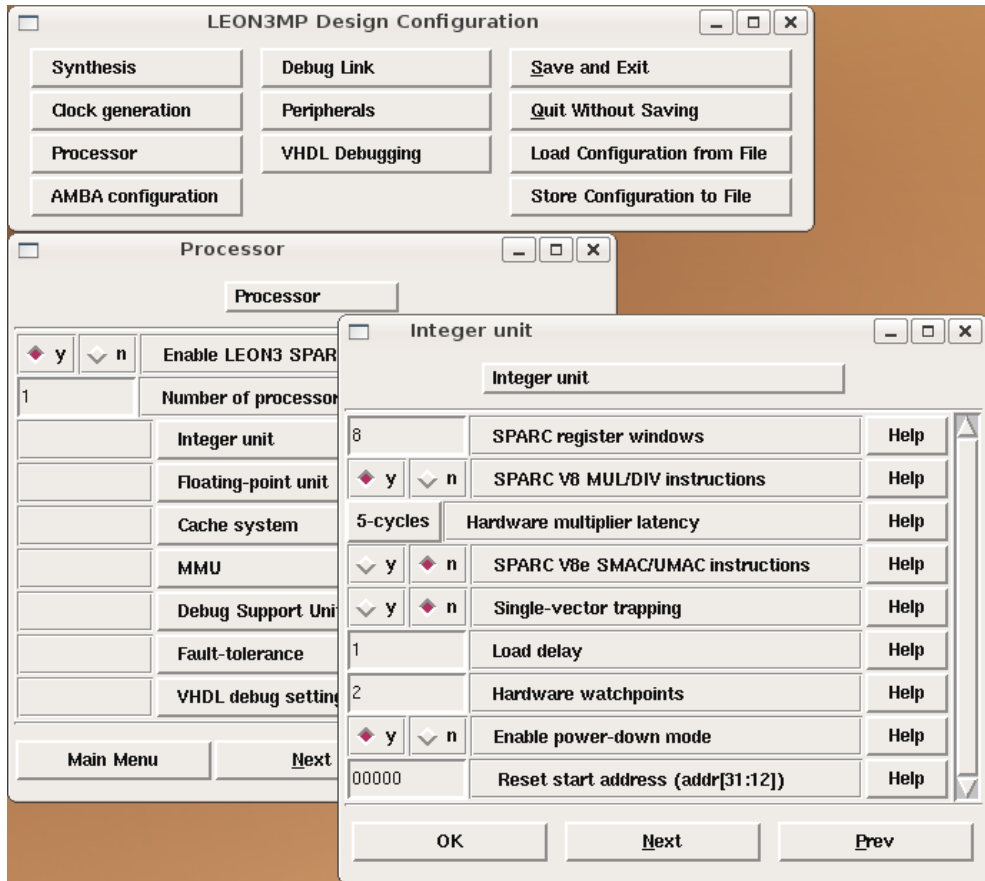 LEON3MP Design Configuration
Synthesis Debug Link Save and Exit
Clock generation Peripherals Quit Without Saving
Processor VHDL Debugging Load Configuration from File
AMBA configuration Store Configuration to File
Processor
Processor
y n Enable LEON3 SPAR
1 Number of processor
Integer unit
Floating-point unit
Cache system
MMU
Debug Support Uni
Fault-tolerance
VHDL debug setting
Main Menu Next
Integer unit
Integer unit
8 SPARC register windows Help
y n SPARC V8 MUL/DIV instructions Help
5-cycles Hardware multiplier latency Help
y n SPARC V8e SMAC/UMAC instructions Help
y n Single-vector trapping Help
1 Load delay Help
2 Hardware watchpoints Help
y n Enable power-down mode Help
00000 Reset start address (addr[31:12]) Help
OK Next Prev